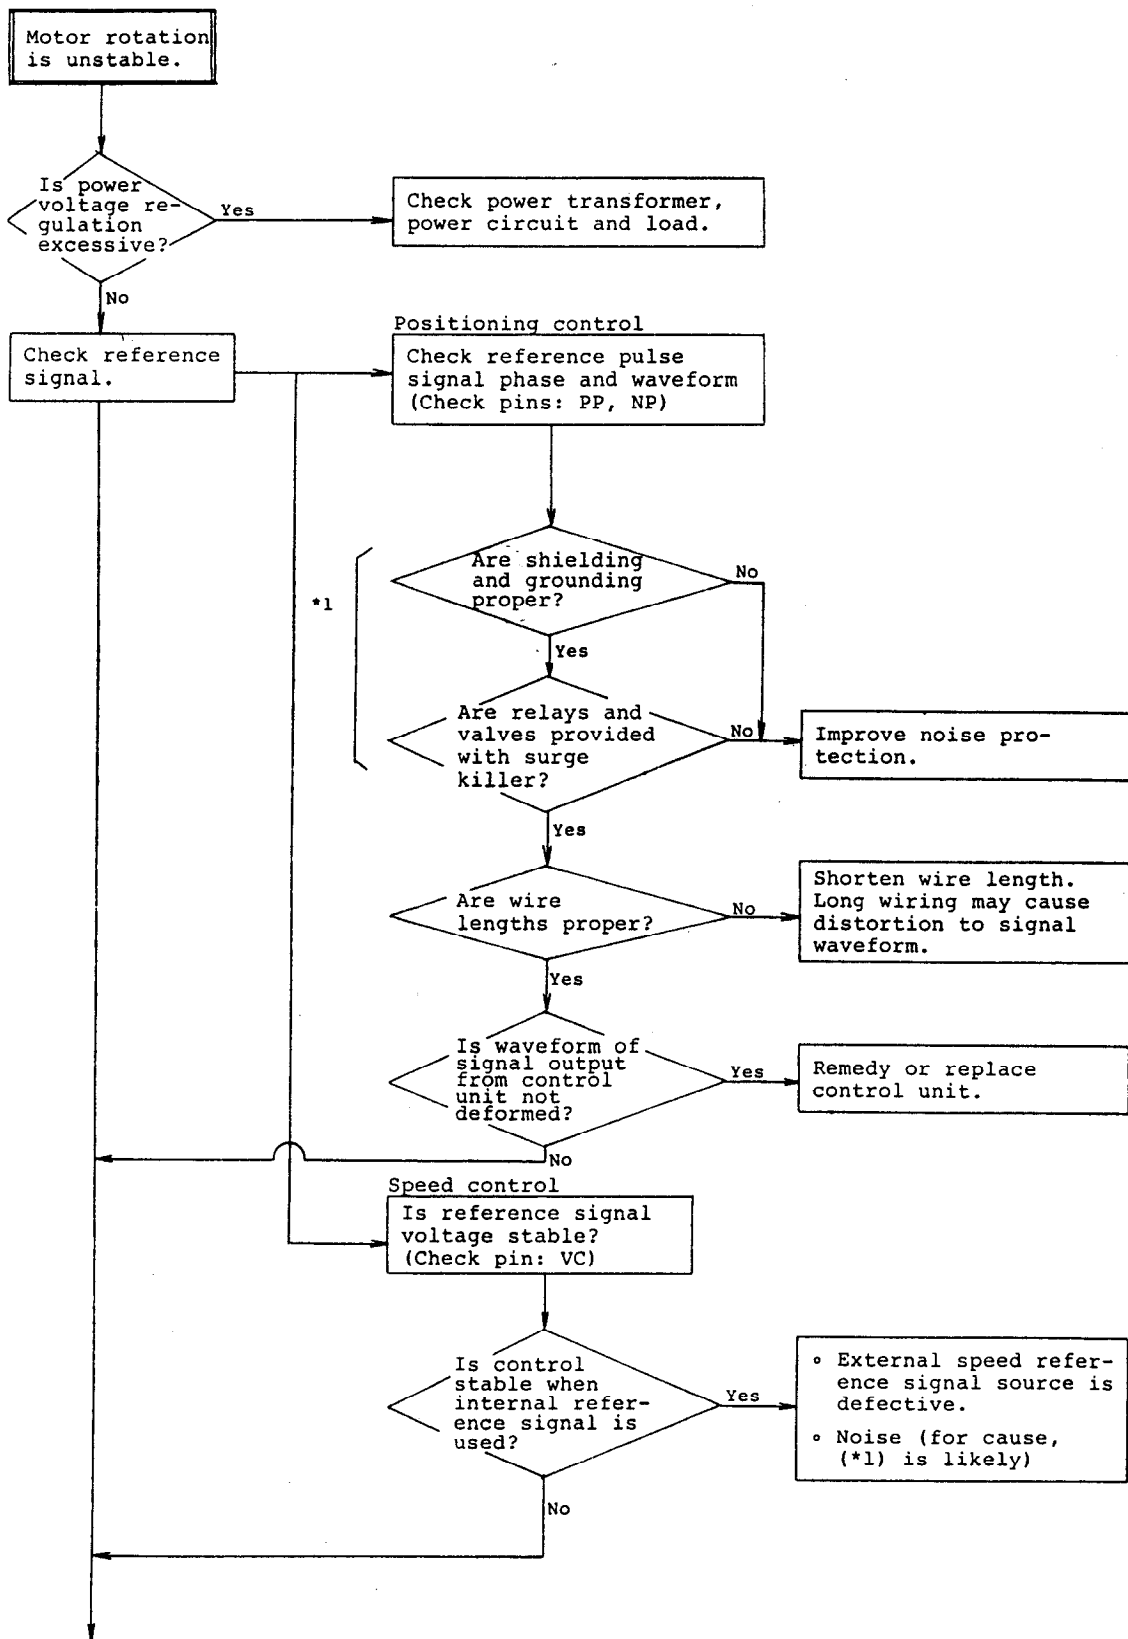 Motor rotation
is unstable.
Is power
voltage re-
gulation
excessive?
Yes
Check power transformer,
power circuit and load.
No
Check reference
signal.
Positioning control
Check reference pulse
signal phase and waveform
(Check pins: PP, NP)
*1
Are shielding
and grounding
proper?
No
Yes
Are relays and
valves provided
with surge
killer?
No
Improve noise pro-
tection.
Yes
Are wire
lengths proper?
No
Shorten wire length.
Long wiring may cause
distortion to signal
waveform.
Yes
Is waveform of
signal output
from control
unit not
deformed?
Yes
Remedy or replace
control unit.
No
Speed control
Is reference signal
voltage stable?
(Check pin: VC)
Is control
stable when
internal refer-
ence signal is
used?
Yes
∘ External speed refer-
ence signal source is
defective.
∘ Noise (for cause,
(*1) is likely)
No